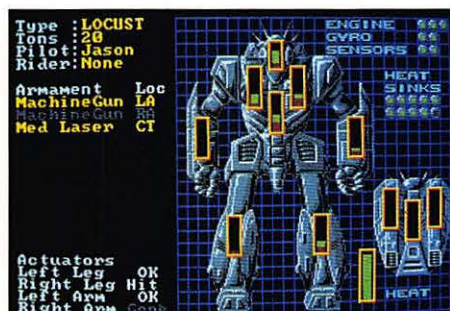 Type :LOCUST
Tons :20
Pilot:Jason
Rider:None
Armament Loc
MachineGun LA
MachineGun RA
Med Laser CT
Actuators
Left Leg OK
Right Leg Hit
Left Arm OK
Right Arm Gone
ENGINE
GYRO
SENSORS
HEAT
SINKS
HEAT